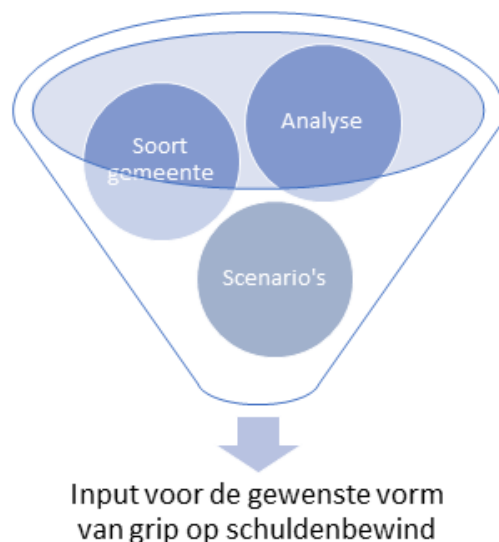 Analyse
Soort
gemeente
Scenario's
Input voor de gewenste vorm
van grip op schuldenbewind